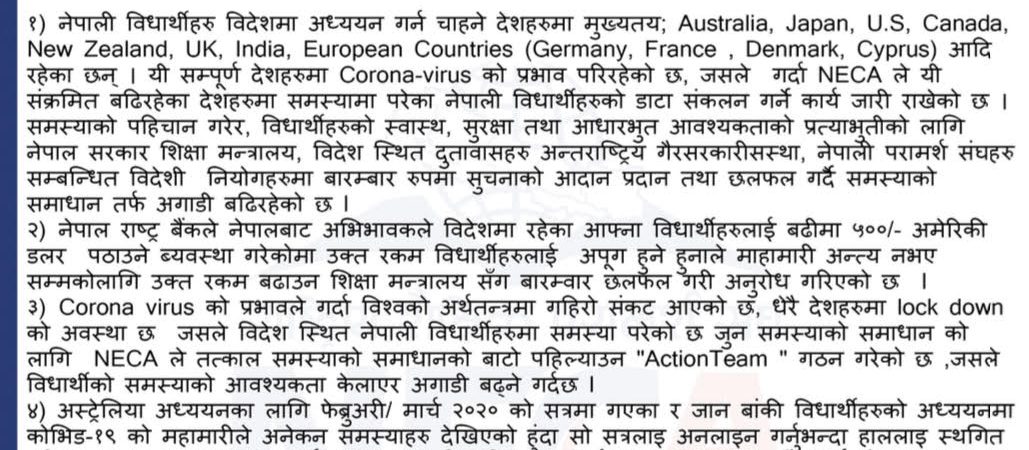 १) नेपाली विधार्थीहरु विदेशमा अध्ययन गर्न चाहने देशहरुमा मुख्यतय; Australia, Japan, U.S, Canada,
New Zealand, UK, India, European Countries (Germany, France , Denmark, Cyprus) आदि
रहेका छन् । यी सम्पूर्ण देशहरुमा Corona-virus को प्रभाव परिरहेको छ, जसले गर्दा NECA ले यी
संक्रमित बढिरहेका देशहरुमा समस्यामा परेका नेपाली विधार्थीहरुको डाटा संकलन गर्ने कार्य जारी राखेको छ ।
समस्याको पहिचान गरेर, विधार्थीहरुको स्वास्थ, सुरक्षा तथा आधारभुत आवश्यकताको प्रत्याभुतीको लागि
नेपाल सरकार शिक्षा मन्त्रालय, विदेश स्थित दुतावासहरु अन्तराष्ट्रिय गैरसरकारीसस्था, नेपाली परामर्श संघहरु
सम्बन्धित विदेशी नियोगहरुमा बारम्बार रुपमा सुचनाको आदान प्रदान तथा छलफल गर्दै समस्याको
समाधान तर्फ अगाडी बढिरहेको छ ।
२) नेपाल राष्ट्र बैंकले नेपालबाट अभिभावकले विदेशमा रहेका आफ्ना विधार्थीहरुलाई बढीमा ५००/- अमेरिकी
डलर पठाउने ब्यवस्था गरेकोमा उक्त रकम विधार्थीहरुलाई अपूग हुने हुनाले माहामारी अन्त्य नभए
सम्मकोलागि उक्त रकम बढाउन शिक्षा मन्त्रालय सँग बारम्वार छलफल गरी अनुरोध गरिएको छ ।
३) Corona virus को प्रभावले गर्दा विश्वको अर्थतन्त्रमा गहिरो संकट आएको छ, धेरै देशहरुमा lock down
को अवस्था छ जसले विदेश स्थित नेपाली विधार्थीहरुमा समस्या परेको छ जुन समस्याको समाधान को
लागि NECA ले तत्काल समस्याको समाधानको बाटो पहिल्याउन "ActionTeam " गठन गरेको छ ,जसले
विधार्थीको समस्याको आवश्यकता केलाएर अगाडी बढ्ने गर्दछ ।
४) अस्ट्रेलिया अध्ययनका लागि फेब्रुअरी/ मार्च २०२० को सत्रमा गएका र जान बांकी विधार्थीहरुको अध्ययनमा
कोभिड-१९ को महामारीले अनेकन समस्याहरु देखिएको हुंदा सो सत्रलाइ अनलाइन गर्नुभन्दा हाललाइ स्थगित